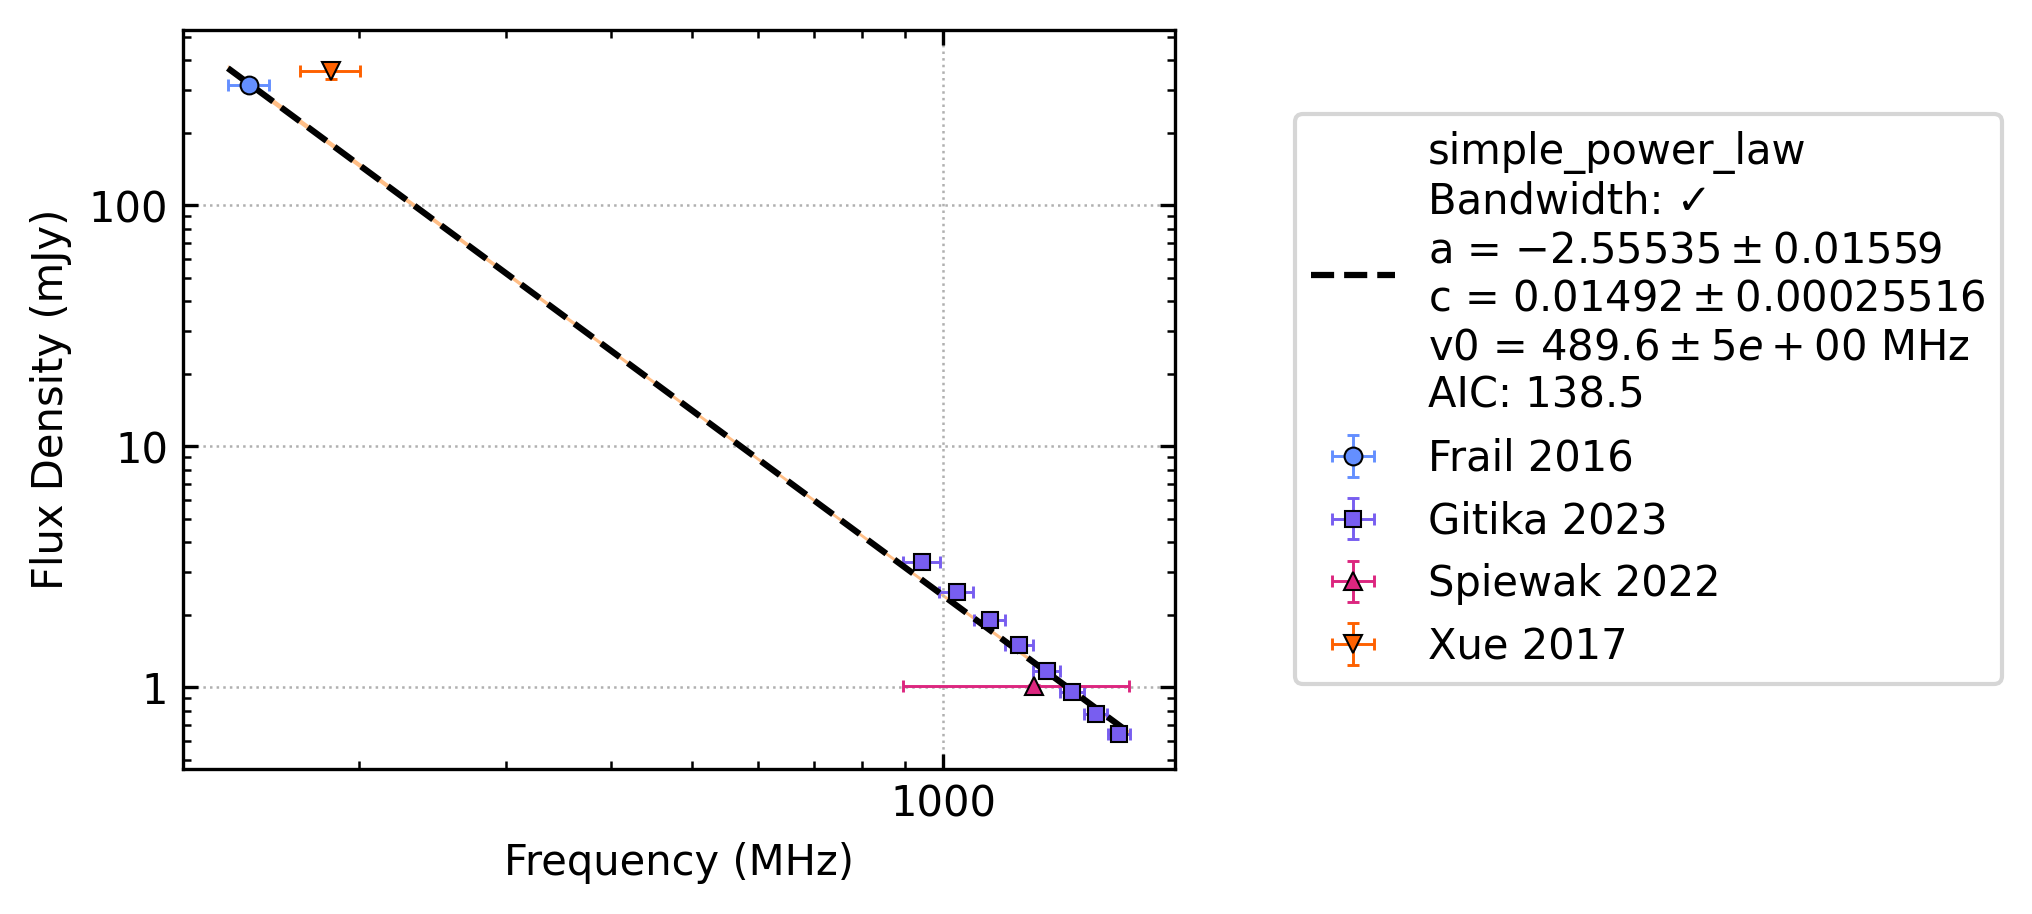 Flux Density (mJy)
100
10
1
1000
Frequency (MHz)
simple_power_law
Bandwidth: ✓
a = −2.55535 ± 0.01559
c = 0.01492 ± 0.00025516
v0 = 489.6 ± 5e + 00 MHz
AIC: 138.5
Frail 2016
Gitika 2023
Spiewak 2022
Xue 2017